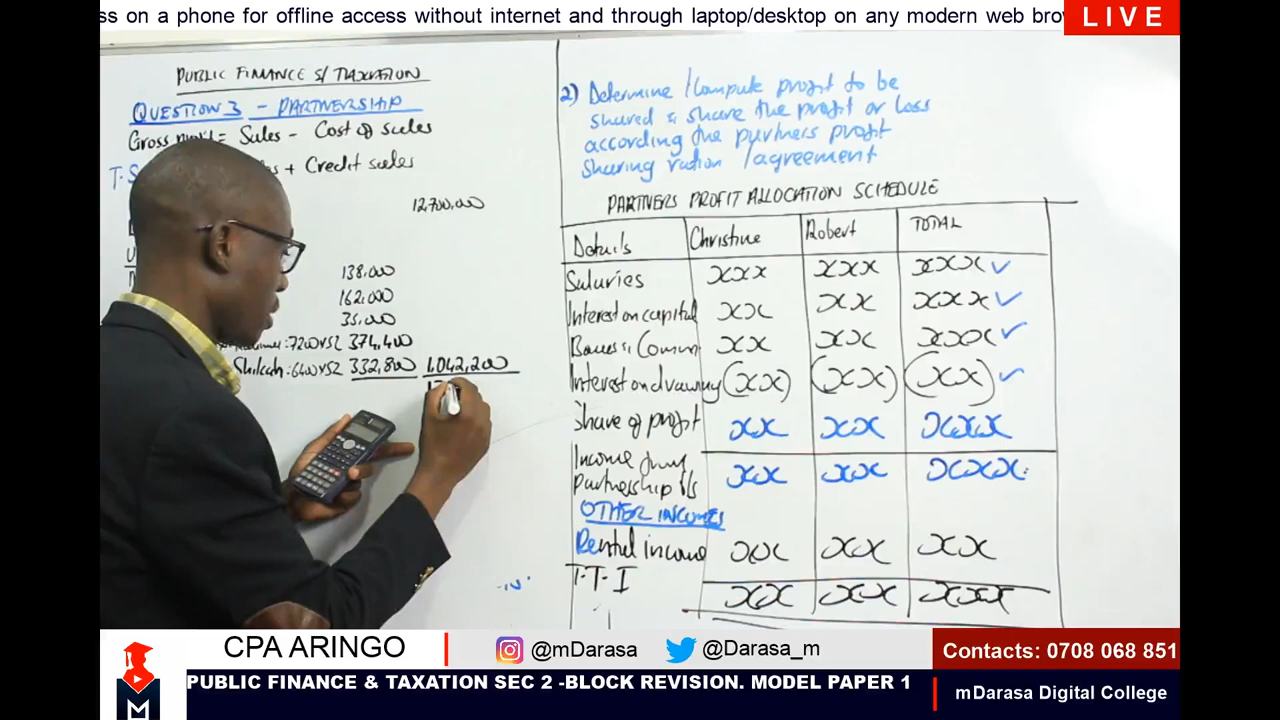 ss on a phone for offline access without internet and through laptop/desktop on any modern web brow
LIVE
PUBLIC FINANCE S/ TAXATION
QUESTION 3 - PARTNERSHIP
Gross profit = Sales - Cost of sales
T.S
+ Credit sales
12,700,000
138,000
162,000
35,000
: 7200 x 52 374,400
Shilcah: 6400 x 52 332,800 1,042,200
2) Determine / Compute profit to be
shared & share the profit or loss
according the partners profit
sharing ration / agreement
PARTNERS PROFIT ALLOCATION SCHEDULE
Details Christine Robert TOTAL
Salaries xxx xxx xxx ✓
Interest on capital xx xx xxx ✓
Bonus & Comm xx xx xxx ✓
Interest on drawing (xx) (xx) (xx) ✓
Share of profit xx xx xxx
Income from
partnership xx xx xxx
OTHER INCOMES
Rental income xx xx xx
T.T.I xx xx xxx
CPA ARINGO
@mDarasa
@Darasa_m
Contacts: 0708 068 851
M
PUBLIC FINANCE & TAXATION SEC 2 -BLOCK REVISION. MODEL PAPER 1
mDarasa Digital College